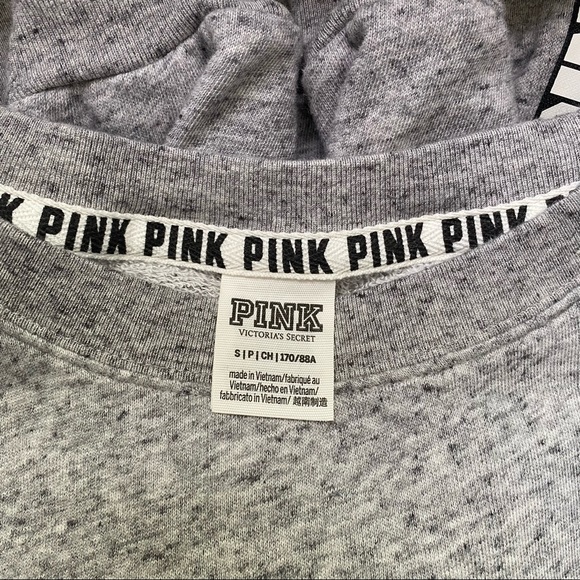 K PINK PINK PINK PINK PINK PINK
PINK
VICTORIA'S SECRET
S | P | CH | 170/88A
made in Vietnam/fabriqué au
Vietnam/hecho en Vietnam/
fabbricato in Vietnam/ 越南制造